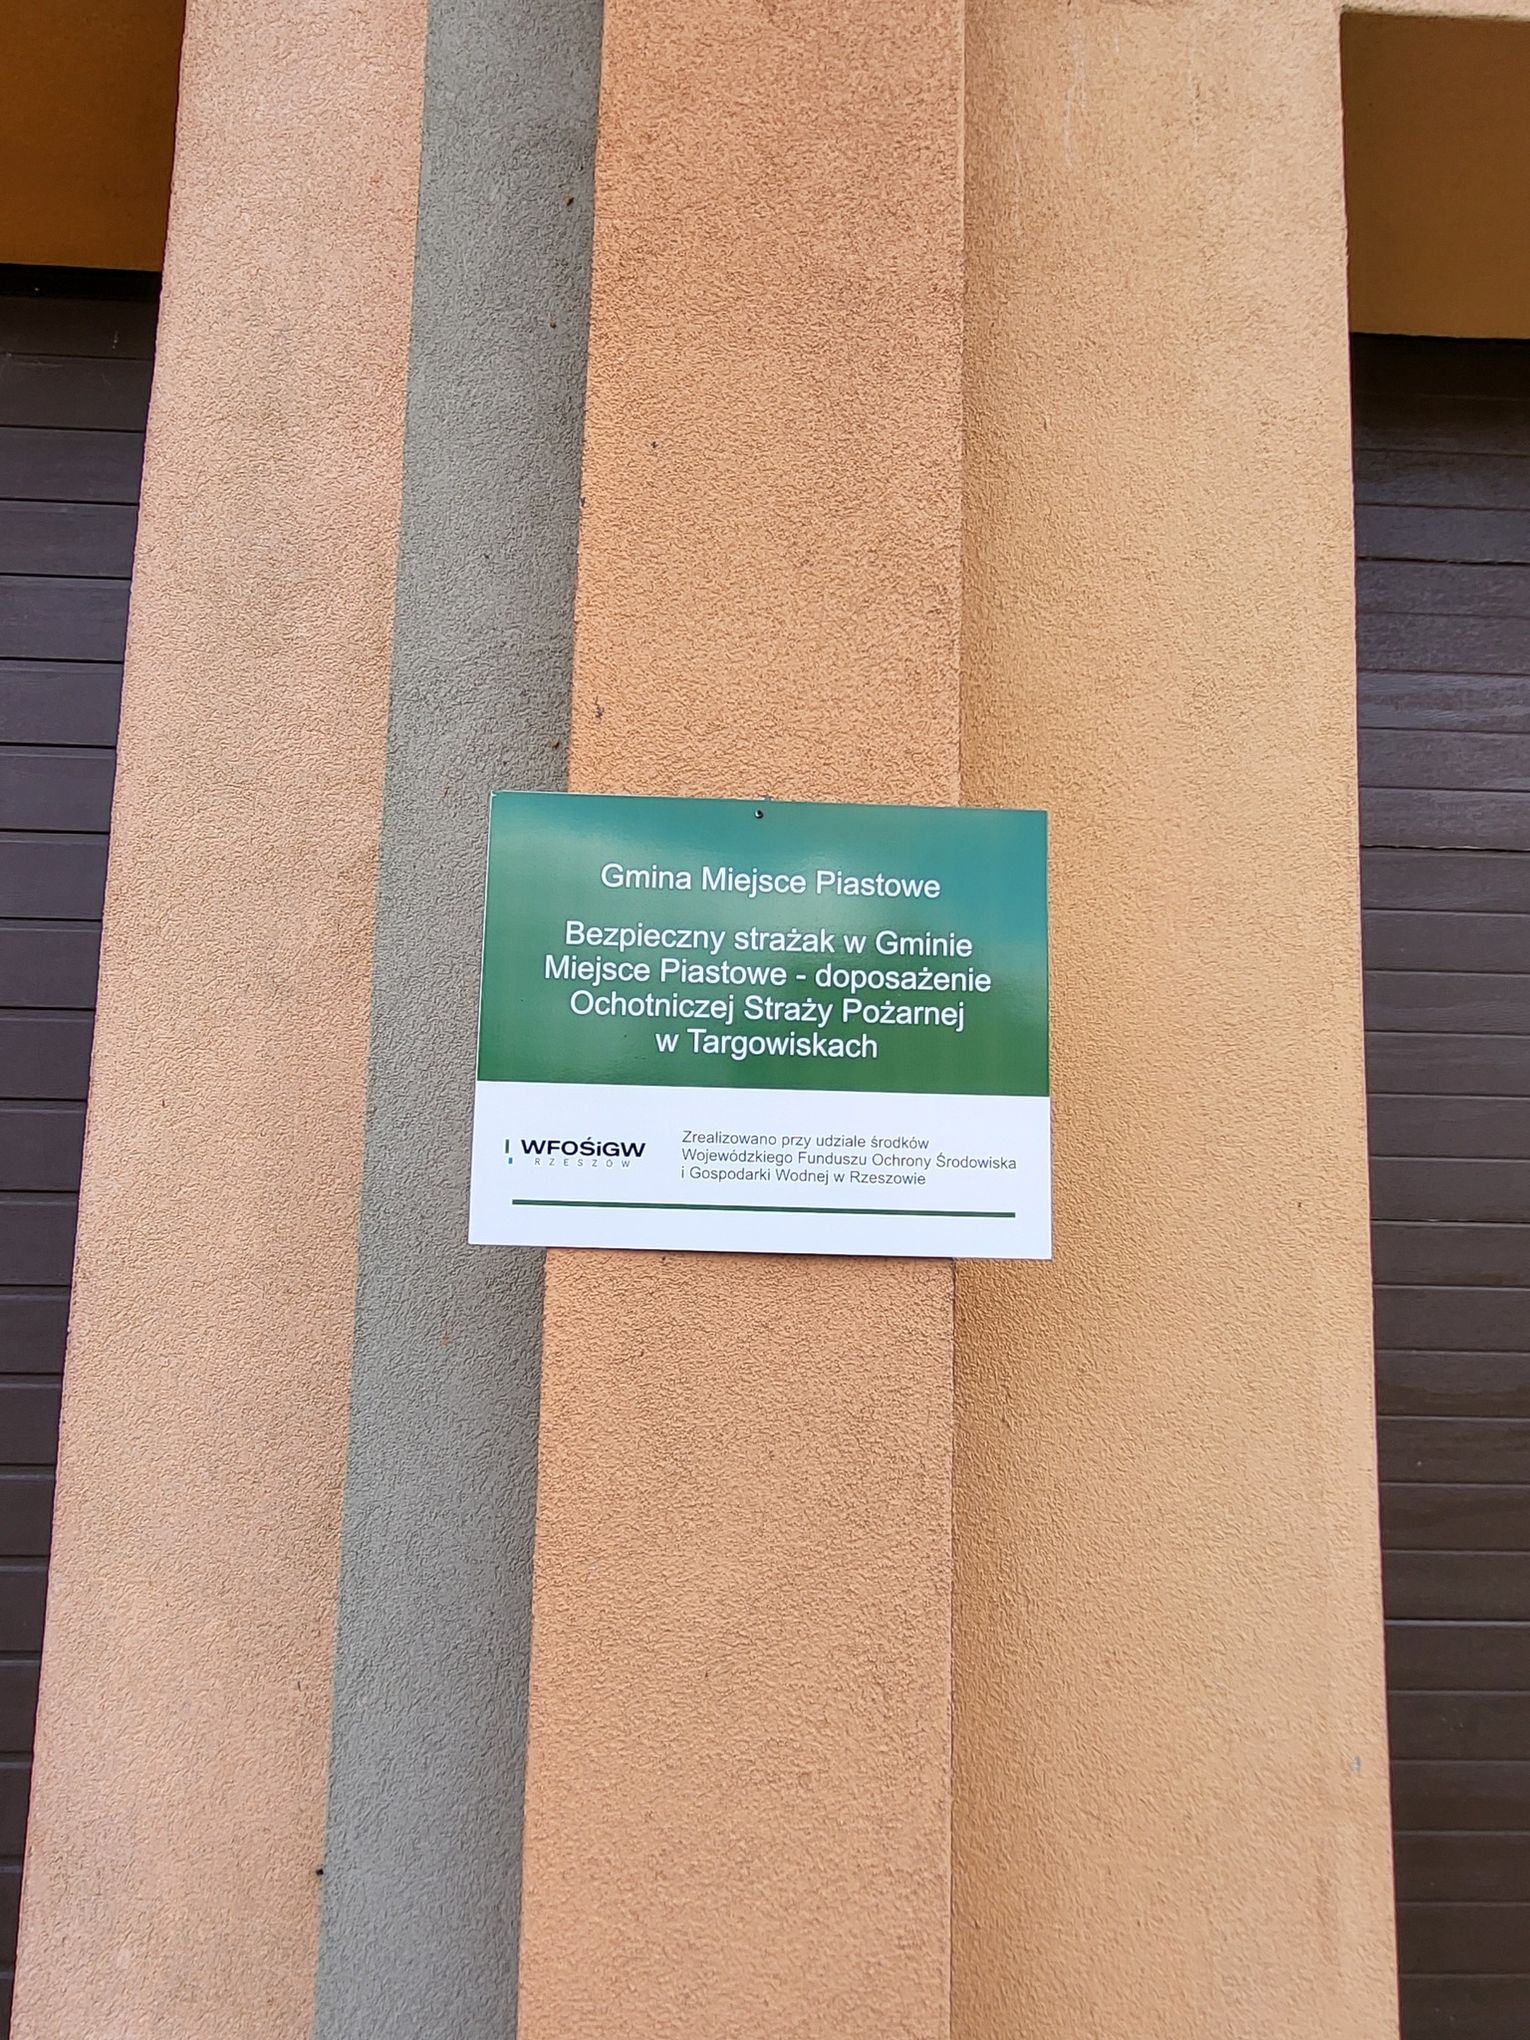 Gmina Miejsce Piastowe
Bezpieczny strażak w Gminie
Miejsce Piastowe - doposażenie
Ochotniczej Straży Pożarnej
w Targowiskach
WFOŚiGW
RZESZÓW
Zrealizowano przy udziale środków
Wojewódzkiego Funduszu Ochrony Środowiska
i Gospodarki Wodnej w Rzeszowie